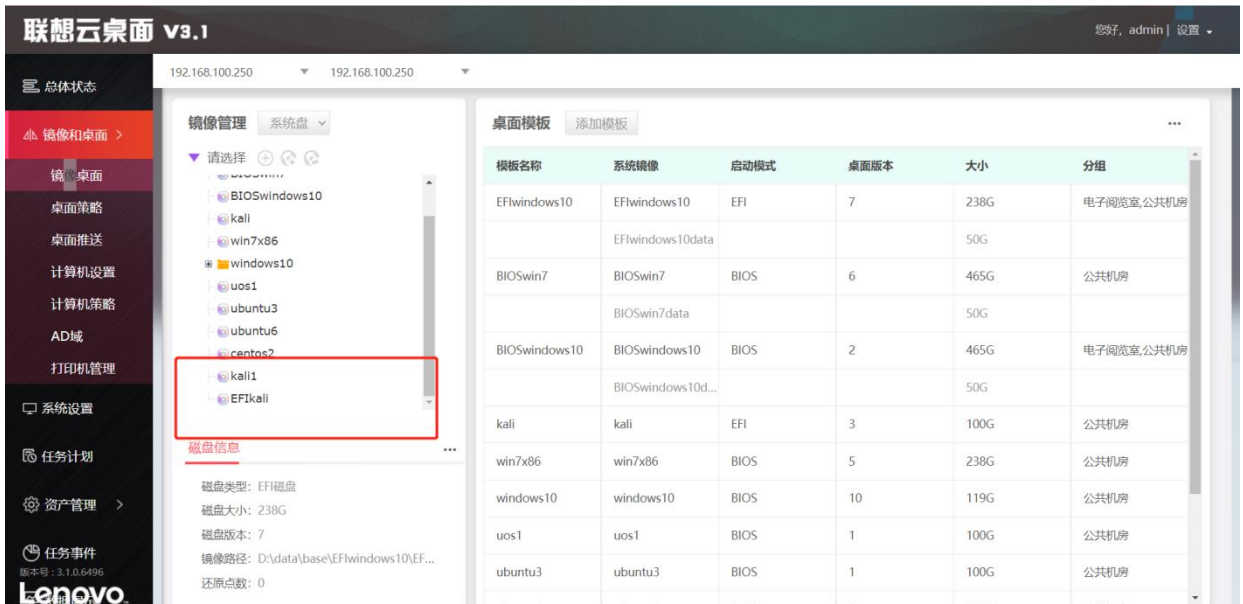 联想云桌面 V3.1
您好, admin | 设置
192.168.100.250 192.168.100.250
总体状态
镜像和桌面
镜像桌面
桌面策略
桌面推送
计算机设置
计算机策略
AD域
打印机管理
系统设置
任务计划
资产管理
任务事件
版本号 : 3.1.0.6496
Lenovo
镜像管理 系统盘
请选择
BIOSwin7
BIOSwindows10
kali
win7x86
windows10
uos1
ubuntu3
ubuntu6
centos2
kali1
EFIkali
磁盘信息 ...
磁盘类型: EFI磁盘
磁盘大小: 238G
磁盘版本: 7
镜像路径: D:\data\base\EFIwindows10\EF...
还原点数: 0
桌面模板 添加模板 ...
模板名称 系统镜像 启动模式 桌面版本 大小 分组
EFIwindows10 EFIwindows10 EFI 7 238G 电子阅览室,公共机房
EFIwindows10data 50G
BIOSwin7 BIOSwin7 BIOS 6 465G 公共机房
BIOSwin7data 50G
BIOSwindows10 BIOSwindows10 BIOS 2 465G 电子阅览室,公共机房
BIOSwindows10d... 50G
kali kali EFI 3 100G 公共机房
win7x86 win7x86 BIOS 5 238G 公共机房
windows10 windows10 BIOS 10 119G 公共机房
uos1 uos1 BIOS 1 100G 公共机房
ubuntu3 ubuntu3 BIOS 1 100G 公共机房